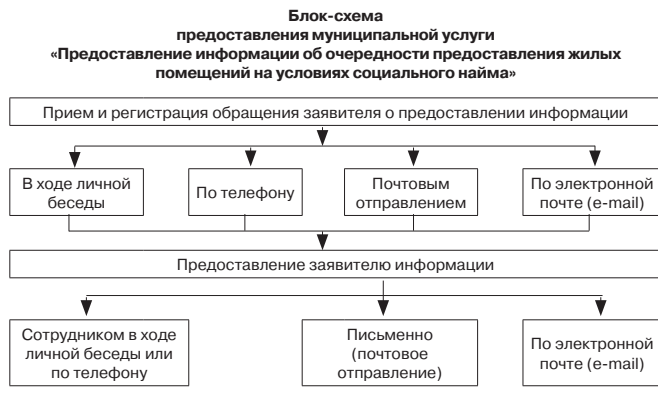 Блок-схема
предоставления муниципальной услуги
«Предоставление информации об очередности предоставления жилых
помещений на условиях социального найма»
Прием и регистрация обращения заявителя о предоставлении информации
В ходе личной
беседы
По телефону
Почтовым
отправлением
По электронной
почте (e-mail)
Предоставление заявителю информации
Сотрудником в ходе
личной беседы или
по телефону
Письменно
(почтовое
отправление)
По электронной
почте (e-mail)